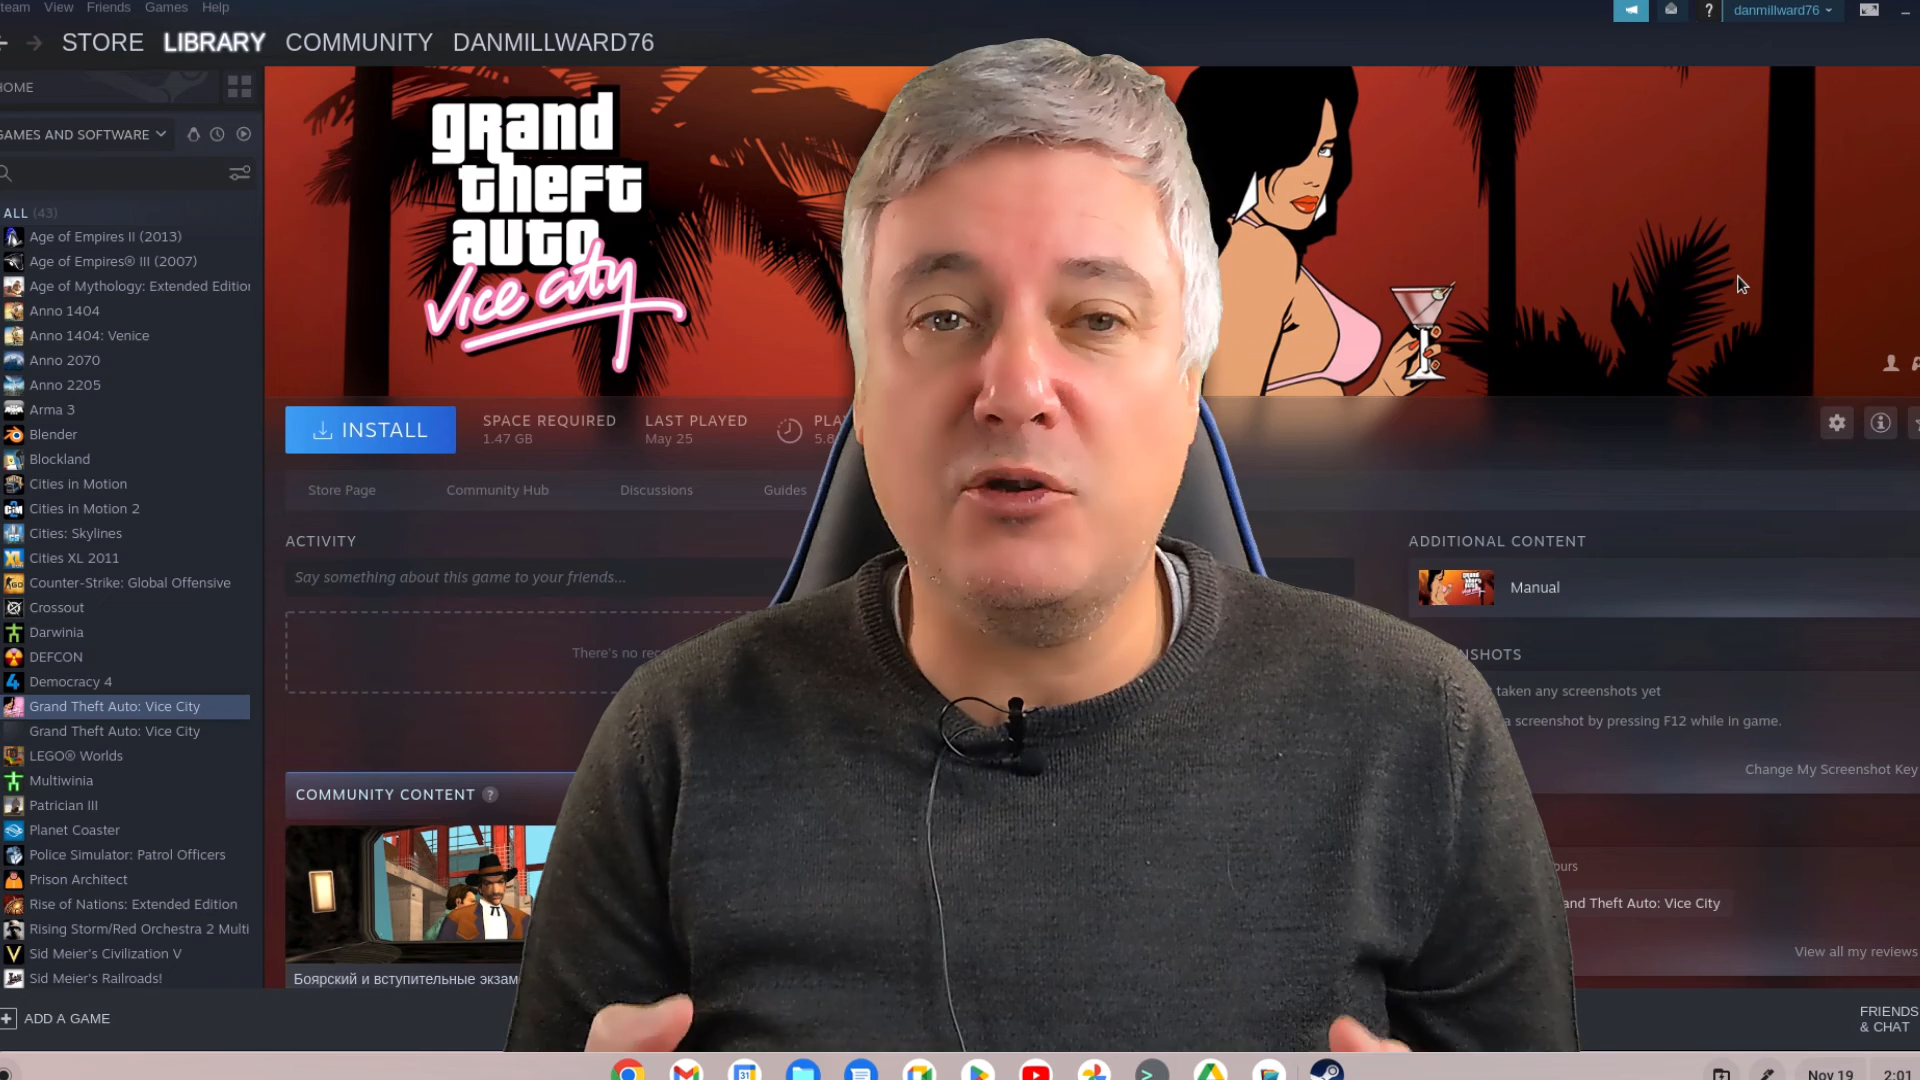 team View Friends Games Help
danmillward76
STORE LIBRARY COMMUNITY DANMILLWARD76
HOME
GAMES AND SOFTWARE
ALL (43)
Age of Empires II (2013)
Age of Empires® III (2007)
Age of Mythology: Extended Edition
Anno 1404
Anno 1404: Venice
Anno 2070
Anno 2205
Arma 3
Blender
Blockland
Cities in Motion
Cities in Motion 2
Cities: Skylines
Cities XL 2011
Counter-Strike: Global Offensive
Crossout
Darwinia
DEFCON
Democracy 4
Grand Theft Auto: Vice City
Grand Theft Auto: Vice City
LEGO® Worlds
Multiwinia
Patrician III
Planet Coaster
Police Simulator: Patrol Officers
Prison Architect
Rise of Nations: Extended Edition
Rising Storm/Red Orchestra 2 Multi
Sid Meier's Civilization V
Sid Meier's Railroads!
ADD A GAME
grand
theft
auto
Vice City
INSTALL
SPACE REQUIRED
1.47 GB
LAST PLAYED
May 25
PLA
5.8
Store Page Community Hub Discussions Guides
ACTIVITY
Say something about this game to your friends...
There's no rec
COMMUNITY CONTENT ?
Боярский и вступительные экзам
ADDITIONAL CONTENT
Manual
NSHOTS
taken any screenshots yet
a screenshot by pressing F12 while in game.
Change My Screenshot Key
ours
and Theft Auto: Vice City
View all my reviews
FRIENDS
& CHAT
31
Nov 19 2:01